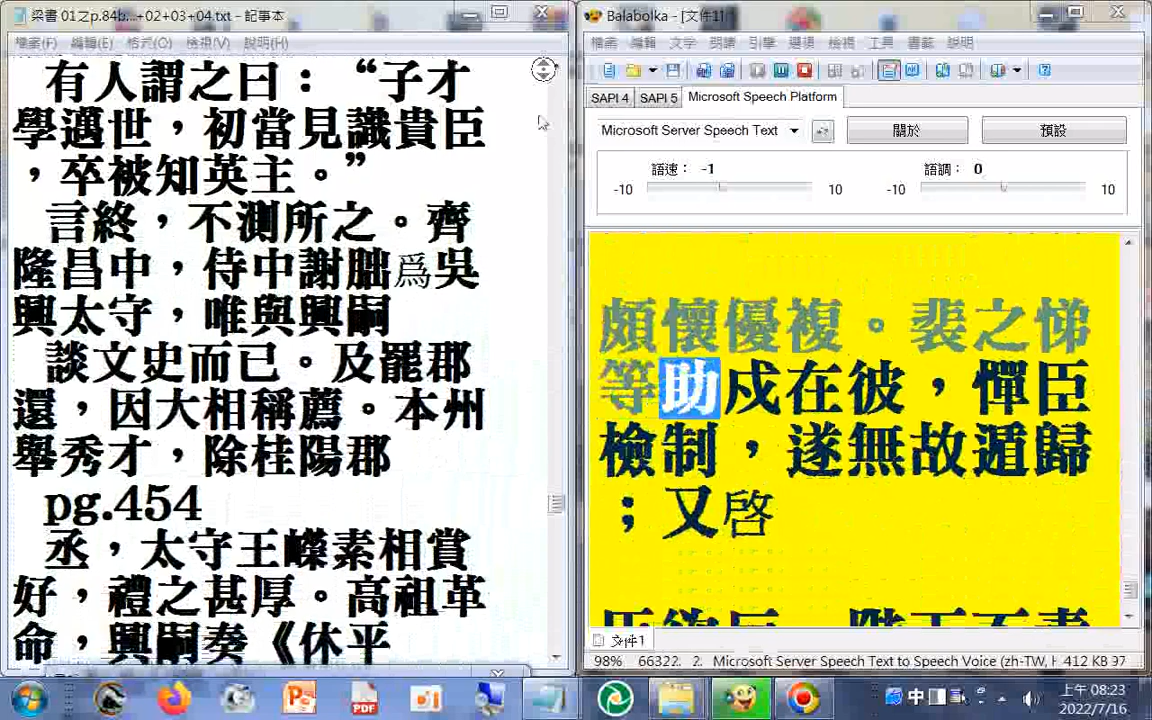 梁書 01之p.84b...+02+03+04.txt - 記事本
檔案(F) 編輯(E) 格式(O) 檢視(V) 說明(H)
有人謂之曰：“子才
學邁世，初當見識貴臣
，卒被知英主。”
言終，不測所之。齊
隆昌中，侍中謝朏爲吳
興太守，唯與興嗣
談文史而已。及罷郡
還，因大相稱薦。本州
舉秀才，除桂陽郡
pg.454
丞，太守王嶸素相賞
好，禮之甚厚。高祖革
命，興嗣奏《休平
Balabolka - [文件1]
檔案 編輯 文字 朗讀 引擎 選項 檢視 工具 書籤 說明
SAPI 4 SAPI 5 Microsoft Speech Platform
Microsoft Server Speech Text 關於 預設
語速： -1 語調： 0
-10 10 -10 10
頗懷優複。裴之悌
等助戍在彼，憚臣
檢制，遂無故遁歸
；又啓
文件1
98% 66322. 2. Microsoft Server Speech Text to Speech Voice (zh-TW, H 412 KB 97
中
上午 08:23
2022/7/16